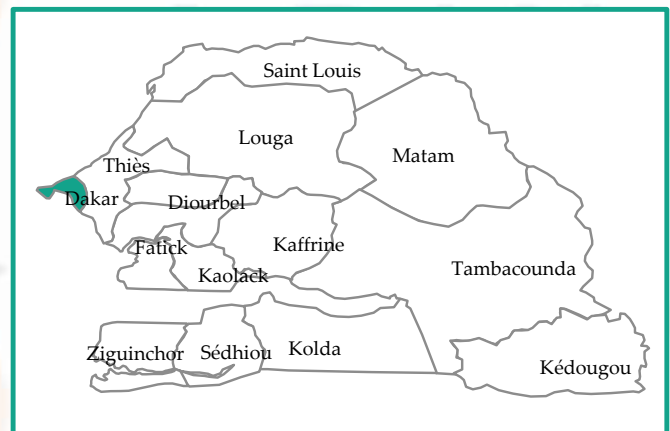 Saint Louis
Louga
Matam
Thiès
Dakar
Diourbel
Fatick
Kaffrine
Kaolack
Tambacounda
Ziguinchor
Sédhiou
Kolda
Kédougou